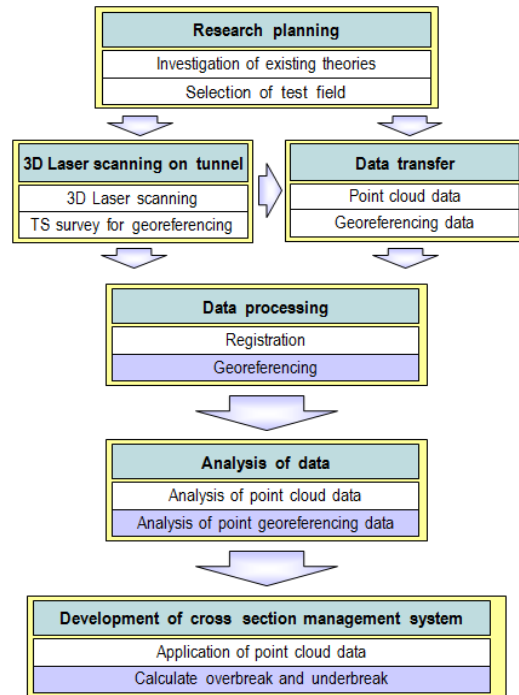 Research planning
Investigation of existing theories
Selection of test field
3D Laser scanning on tunnel
3D Laser scanning
TS survey for georeferencing
Data transfer
Point cloud data
Georeferencing data
Data processing
Registration
Georeferencing
Analysis of data
Analysis of point cloud data
Analysis of point georeferencing data
Development of cross section management system
Application of point cloud data
Calculate overbreak and underbreak